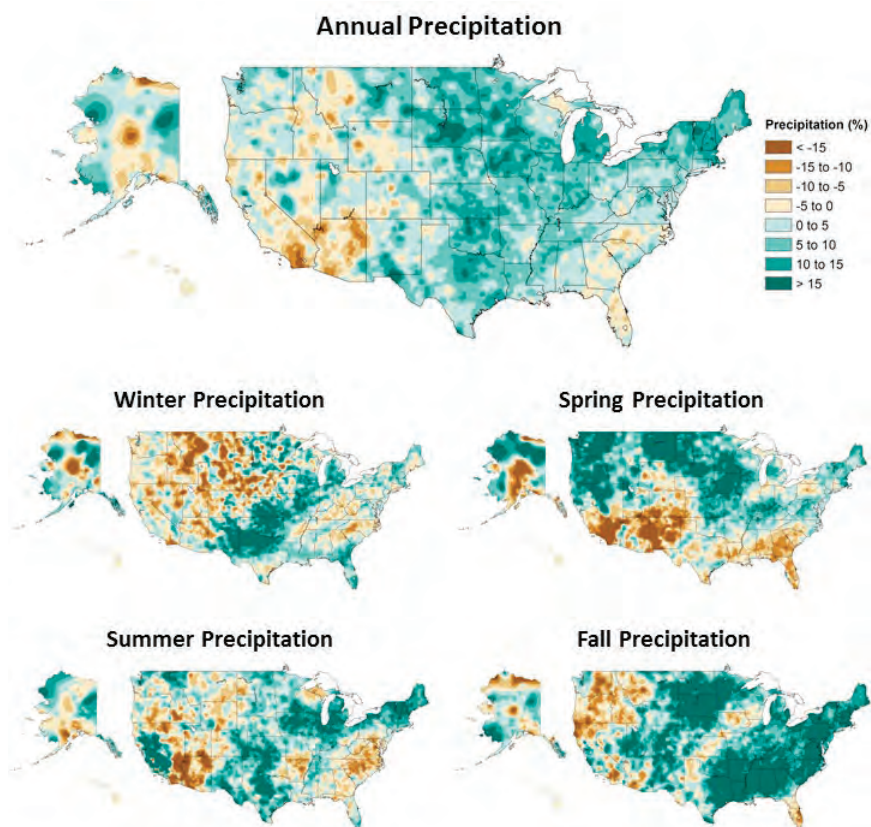 Annual Precipitation
Precipitation (%)
< -15
-15 to -10
-10 to -5
-5 to 0
0 to 5
5 to 10
10 to 15
> 15
Winter Precipitation
Spring Precipitation
Summer Precipitation
Fall Precipitation